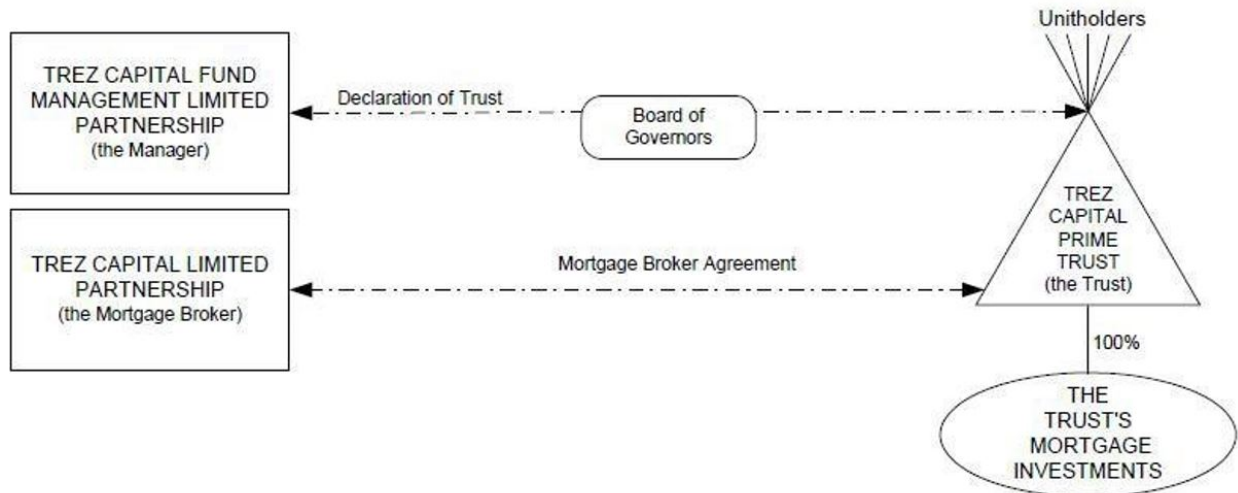 Unitholders
TREZ CAPITAL FUND
MANAGEMENT LIMITED
PARTNERSHIP
(the Manager)
Declaration of Trust
Board of
Governors
TREZ
CAPITAL
PRIME
TRUST
(the Trust)
TREZ CAPITAL LIMITED
PARTNERSHIP
(the Mortgage Broker)
Mortgage Broker Agreement
100%
THE
TRUST'S
MORTGAGE
INVESTMENTS